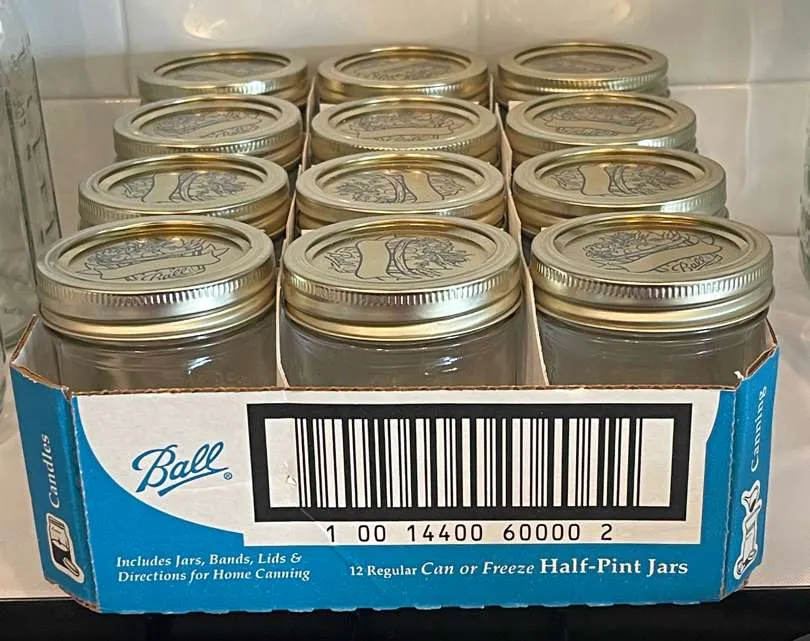 Ball
Ball
Ball®
1 00 14400 60000 2
Includes Jars, Bands, Lids &
Directions for Home Canning
12 Regular Can or Freeze Half-Pint Jars
Candles
Canning